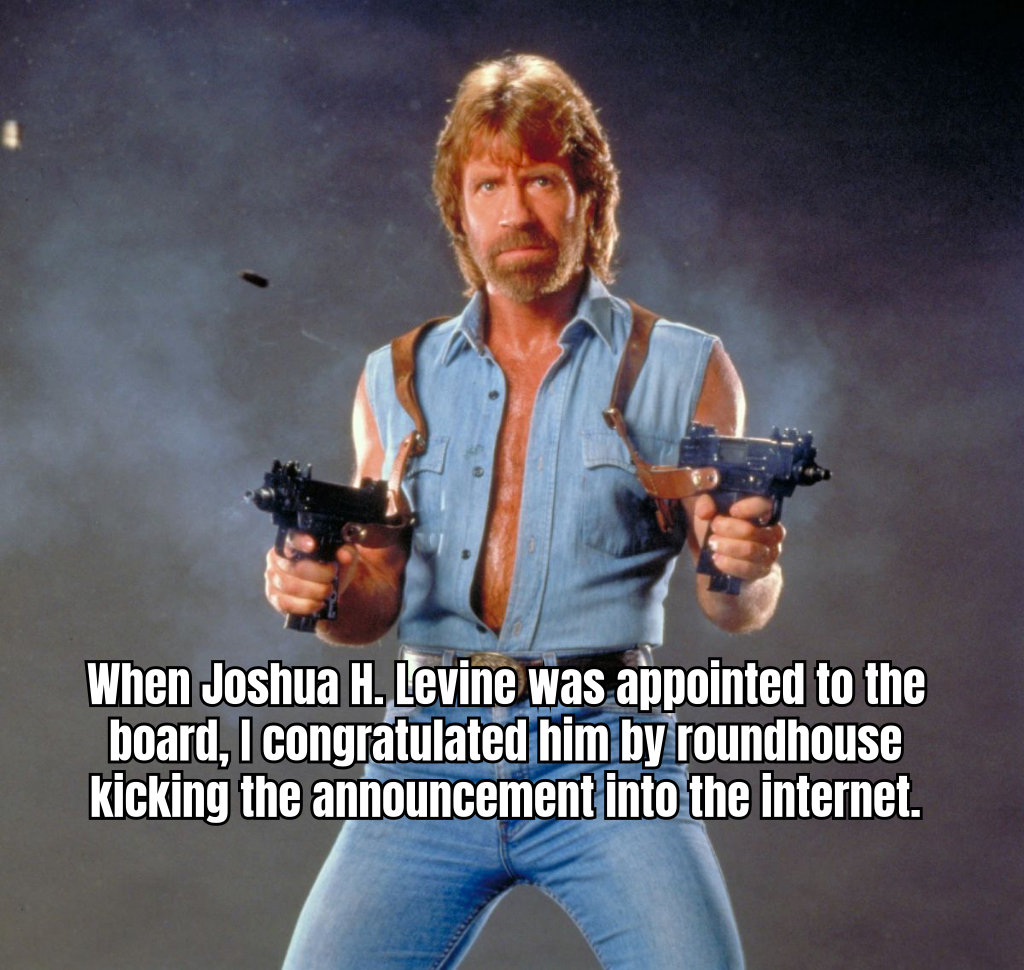 When Joshua H. Levine was appointed to the
board, I congratulated him by roundhouse
kicking the announcement into the internet.